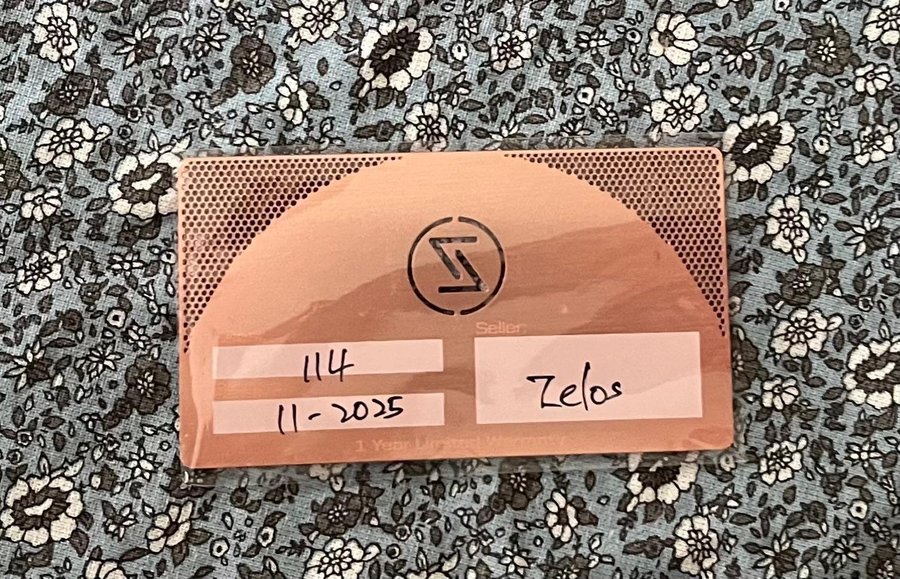 114
11-2025
Seller
Zelos
1 Year Limited Warranty